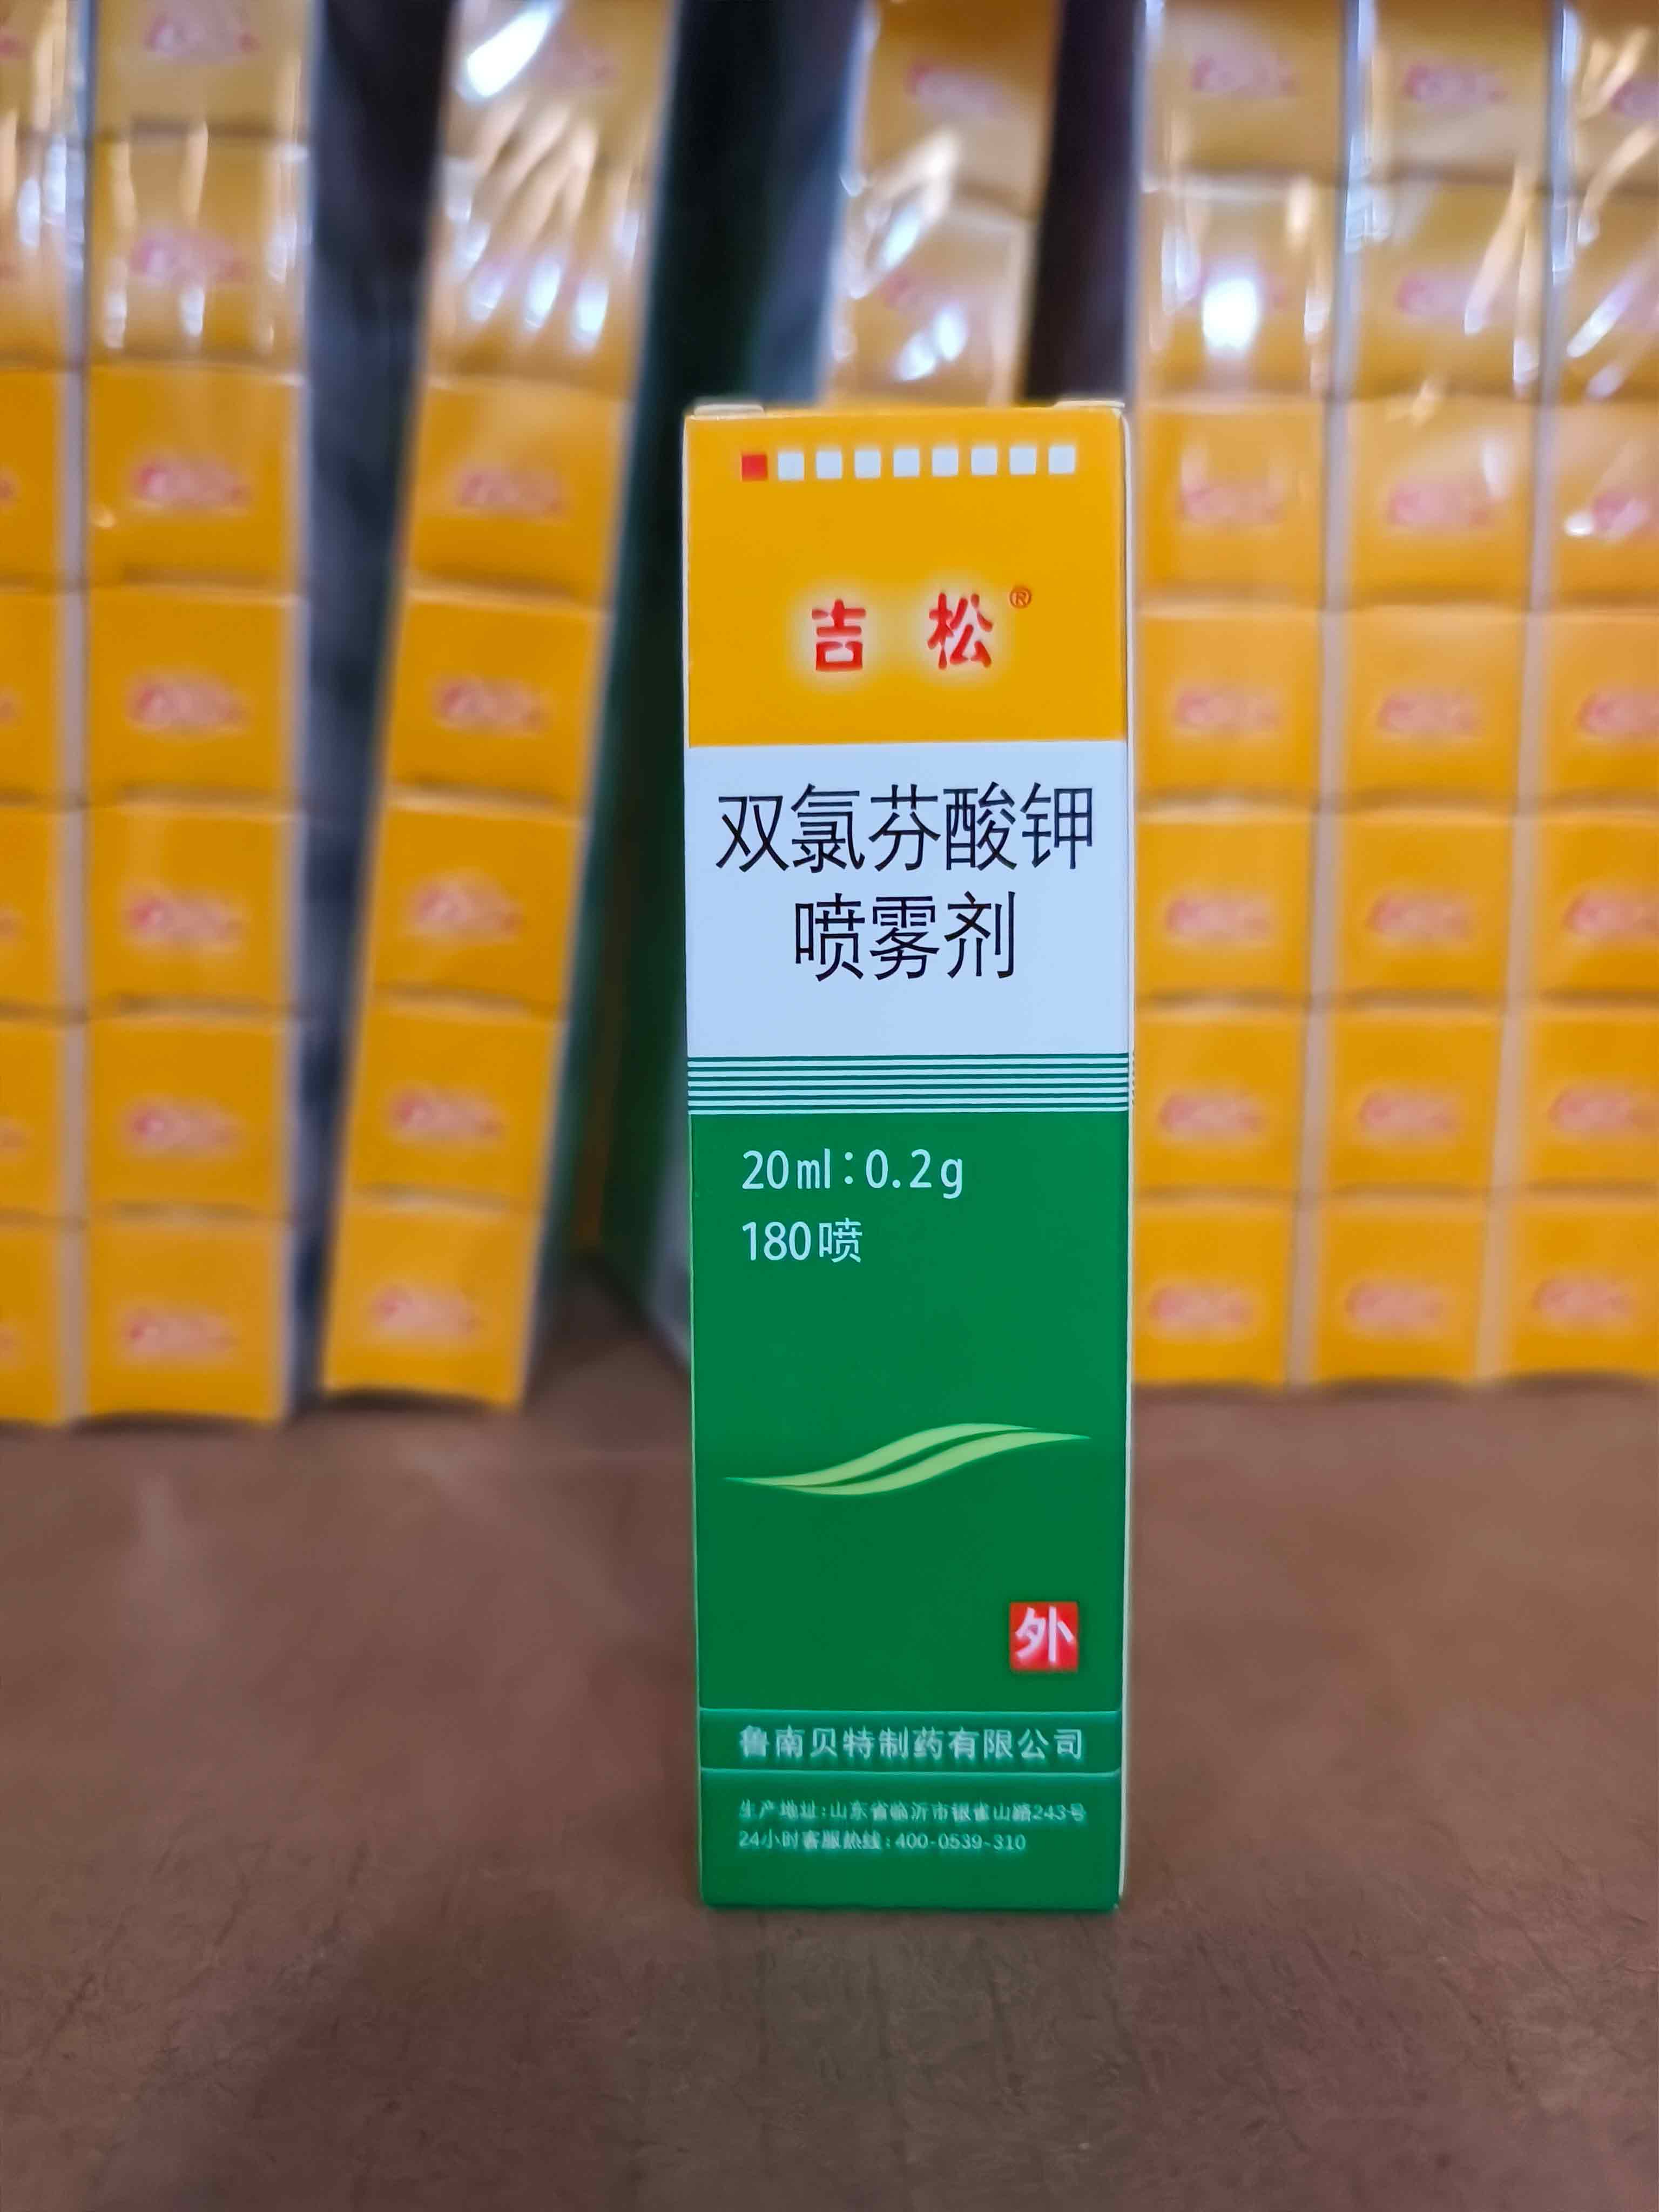 吉松®
双氯芬酸钾
喷雾剂
20ml:0.2g
180喷
外
鲁南贝特制药有限公司
生产地址:山东省临沂市银雀山路243号
24小时客服热线:400-0539-310